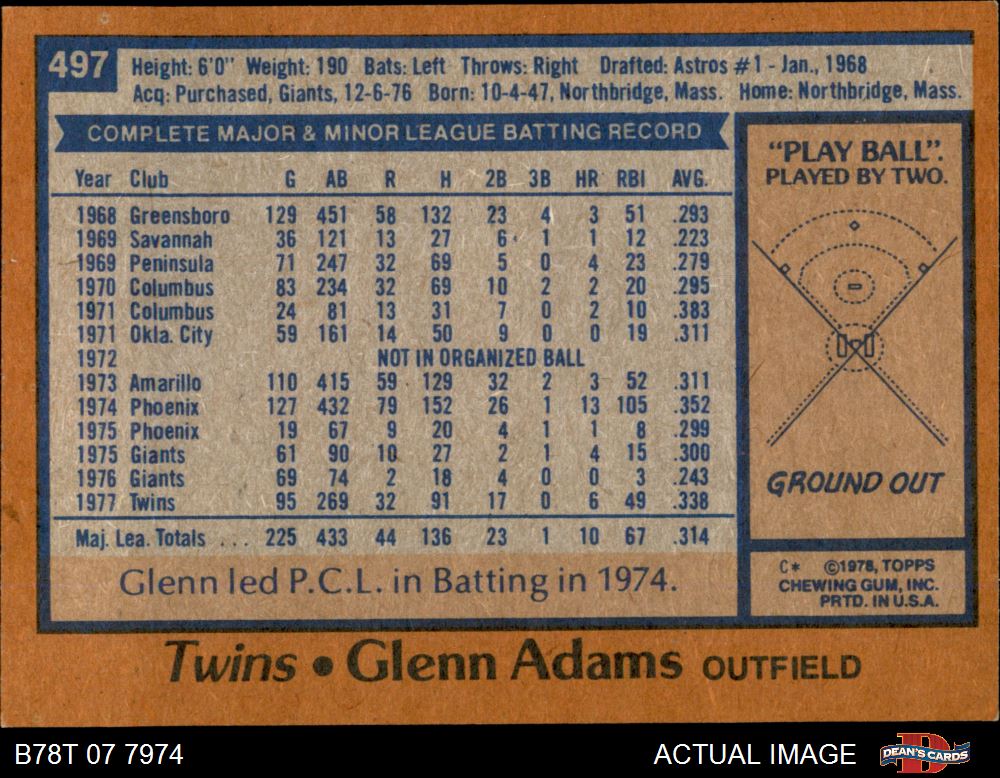 497
Height: 6'0" Weight: 190 Bats: Left Throws: Right Drafted: Astros #1 - Jan., 1968
Acq: Purchased, Giants, 12-6-76 Born: 10-4-47, Northbridge, Mass. Home: Northbridge, Mass.
COMPLETE MAJOR & MINOR LEAGUE BATTING RECORD
Year Club G AB R H 2B 3B HR RBI AVG.
1968 Greensboro 129 451 58 132 23 4 3 51 .293
1969 Savannah 36 121 13 27 6 1 1 12 .223
1969 Peninsula 71 247 32 69 5 0 4 23 .279
1970 Columbus 83 234 32 69 10 2 2 20 .295
1971 Columbus 24 81 13 31 7 0 2 10 .383
1971 Okla. City 59 161 14 50 9 0 0 19 .311
1972 NOT IN ORGANIZED BALL
1973 Amarillo 110 415 59 129 32 2 3 52 .311
1974 Phoenix 127 432 79 152 26 1 13 105 .352
1975 Phoenix 19 67 9 20 4 1 1 8 .299
1975 Giants 61 90 10 27 2 1 4 15 .300
1976 Giants 69 74 2 18 4 0 0 3 .243
1977 Twins 95 269 32 91 17 0 6 49 .338
Maj. Lea. Totals ... 225 433 44 136 23 1 10 67 .314
Glenn led P.C.L. in Batting in 1974.
"PLAY BALL".
PLAYED BY TWO.
GROUND OUT
C* ©1978, TOPPS
CHEWING GUM, INC.
PRTD. IN U.S.A.
Twins • Glenn Adams OUTFIELD
B78T 07 7974 ACTUAL IMAGE
DEAN'S CARDS